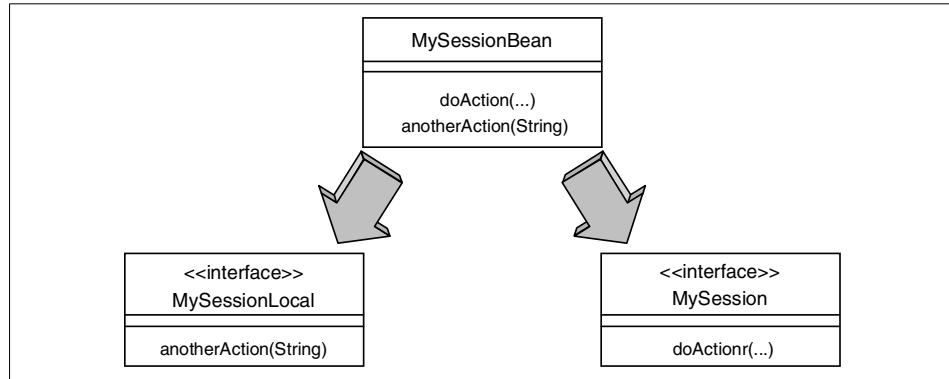 MySessionBean
doAction(...)
anotherAction(String)
<<interface>>
MySessionLocal
anotherAction(String)
<<interface>>
MySession
doActionr(...)